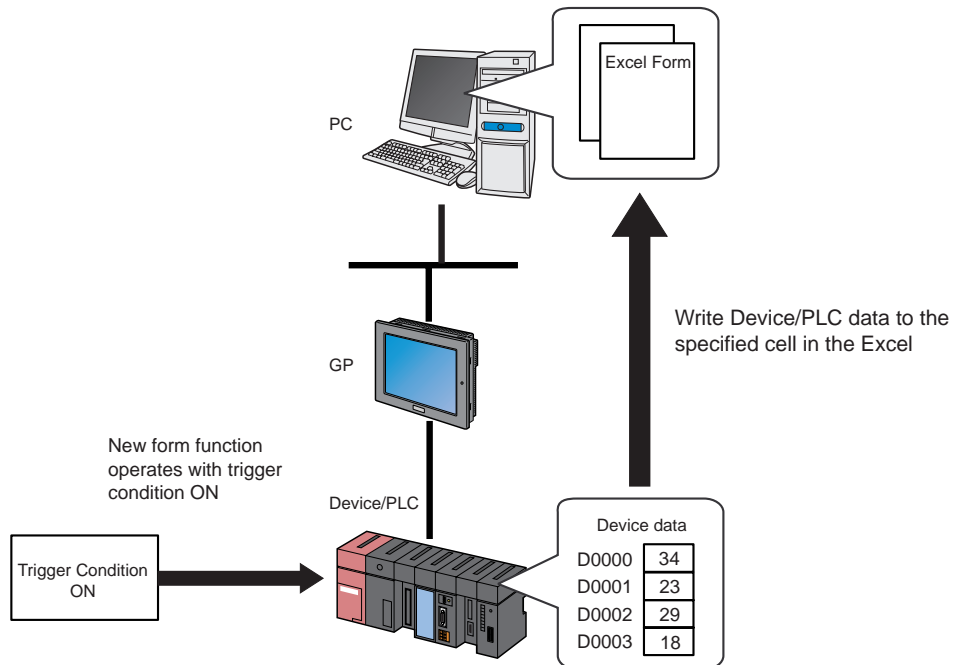 Excel Form
PC
Write Device/PLC data to the
specified cell in the Excel
GP
New form function
operates with trigger
condition ON
Device/PLC
Trigger Condition
ON
Device data
D0000 34
D0001 23
D0002 29
D0003 18